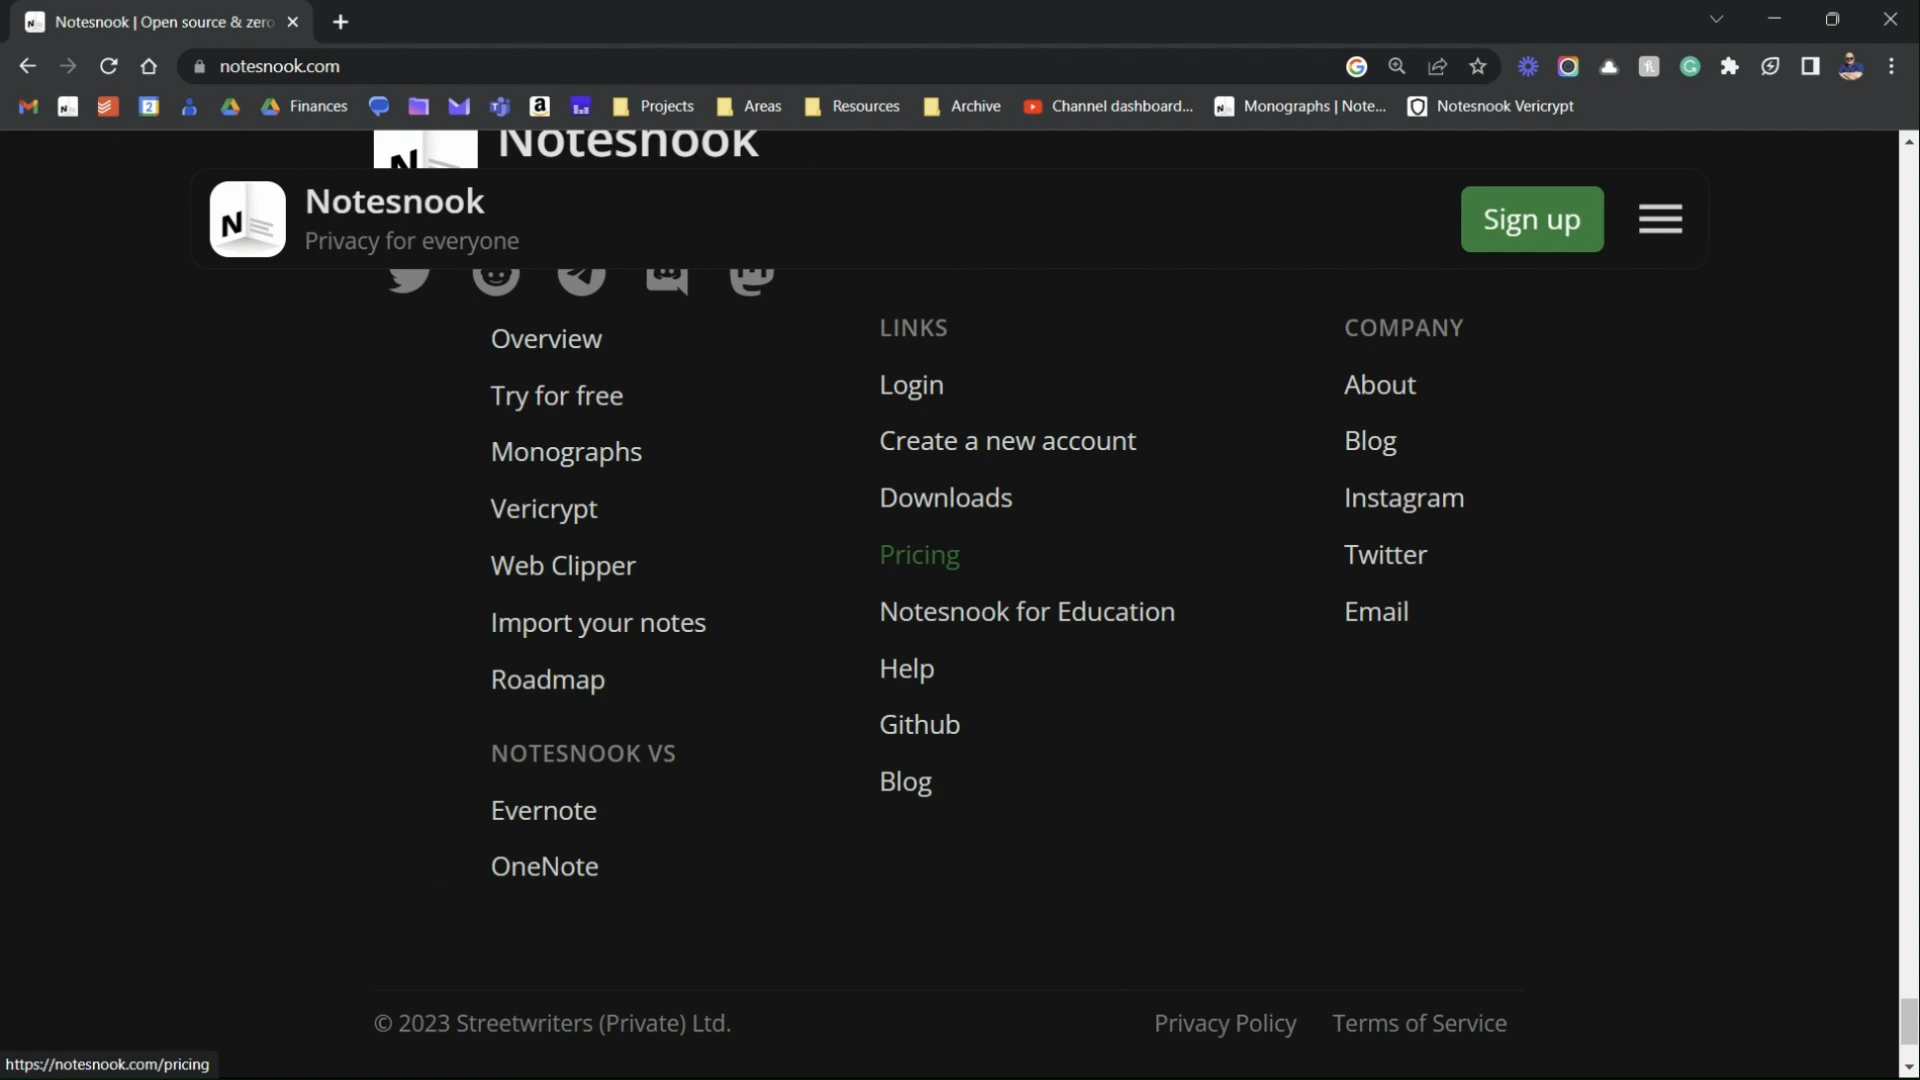 Notesnook | Open source & zero
notesnook.com
Finances
Projects
Areas
Resources
Archive
Channel dashboard...
Monographs | Note...
Notesnook Vericrypt
Notesnook
Notesnook
Privacy for everyone
Sign up
Overview
Try for free
Monographs
Vericrypt
Web Clipper
Import your notes
Roadmap
NOTESNOOK VS
Evernote
OneNote
LINKS
Login
Create a new account
Downloads
Pricing
Notesnook for Education
Help
Github
Blog
COMPANY
About
Blog
Instagram
Twitter
Email
© 2023 Streetwriters (Private) Ltd.
Privacy Policy
Terms of Service
https://notesnook.com/pricing